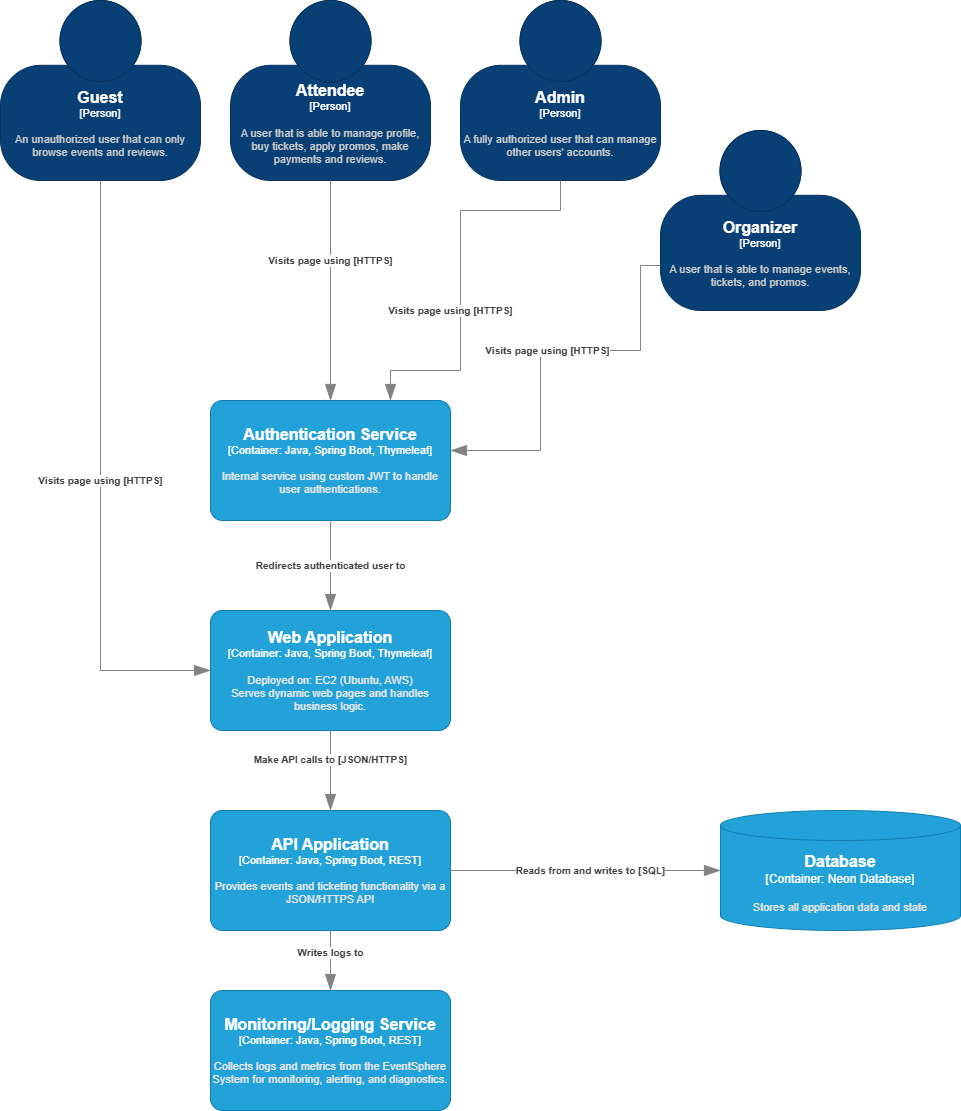 Guest
[Person]
An unauthorized user that can only
browse events and reviews.
Attendee
[Person]
A user that is able to manage profile,
buy tickets, apply promos, make
payments and reviews.
Admin
[Person]
A fully authorized user that can manage
other users' accounts.
Organizer
[Person]
A user that is able to manage events,
tickets, and promos.
Visits page using [HTTPS]
Visits page using [HTTPS]
Visits page using [HTTPS]
Visits page using [HTTPS]
Authentication Service
[Container: Java, Spring Boot, Thymeleaf]
Internal service using custom JWT to handle
user authentications.
Redirects authenticated user to
Web Application
[Container: Java, Spring Boot, Thymeleaf]
Deployed on: EC2 (Ubuntu, AWS)
Serves dynamic web pages and handles
business logic.
Make API calls to [JSON/HTTPS]
API Application
[Container: Java, Spring Boot, REST]
Provides events and ticketing functionality via a
JSON/HTTPS API
Reads from and writes to [SQL]
Database
[Container: Neon Database]
Stores all application data and state
Writes logs to
Monitoring/Logging Service
[Container: Java, Spring Boot, REST]
Collects logs and metrics from the EventSphere
System for monitoring, alerting, and diagnostics.